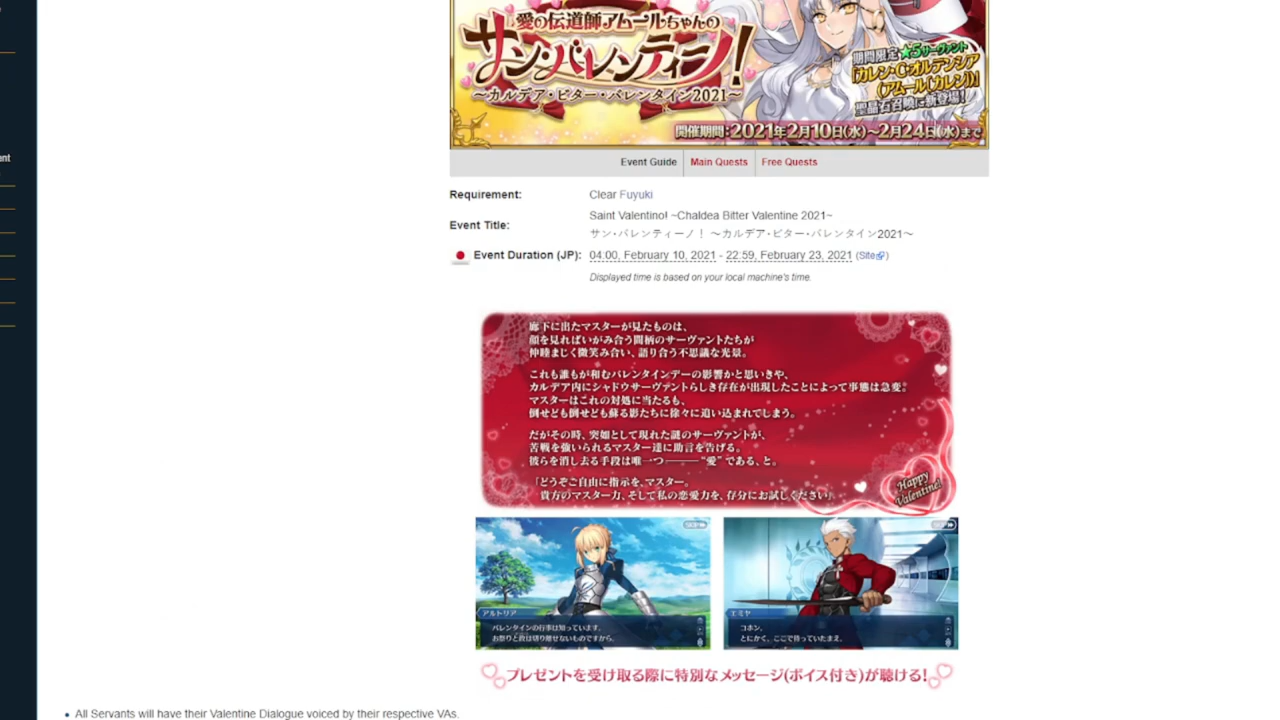 愛の伝道師アムールちゃんの
サン・バレンティーノ!
～カルデア・ビター・バレンタイン2021～
期間限定★5サーヴァント
「カレン・C・オルテンシア
(アムール〔カレン〕)」
聖晶石召喚に新登場!
開催期間:2021年2月10日(水)～2月24日(水)まで
ent
Event Guide
Main Quests
Free Quests
Requirement: Clear Fuyuki
Event Title: Saint Valentino! ~Chaldea Bitter Valentine 2021~
サン・バレンティーノ！ ～カルデア・ビター・バレンタイン2021～
Event Duration (JP): 04:00, February 10, 2021 - 22:59, February 23, 2021 (Site)
Displayed time is based on your local machine's time.
廊下に出たマスターが見たものは、
顔を見ればいがみ合う間柄のサーヴァントたちが
仲睦まじく微笑み合い、語り合う不思議な光景。
これも誰もが和むバレンタインデーの影響かと思いきや、
カルデア内にシャドウサーヴァントらしき存在が出現したことによって事態は急変。
マスターはこれの対処に当たるも、
倒せども倒せども蘇る影たちに徐々に追い込まれてしまう。
だがその時、突如として現れた謎のサーヴァントが、
苦戦を強いられるマスター達に助言を告げる。
彼らを消し去る手段は唯一つ―――“愛”である、と。
「どうぞご自由に指示を、マスター。
貴方のマスター力、そして私の恋愛力を、存分にお試しください」
Happy
Valentine!
SKIP
アルトリア
バレンタインの行事は知っています。
お祭りと食は切り離せないものですから。
SKIP
エミヤ
コホン。
とにかく、ここで待っていたまえ。
プレゼントを受け取る際に特別なメッセージ(ボイス付き)が聴ける!
• All Servants will have their Valentine Dialogue voiced by their respective VAs.